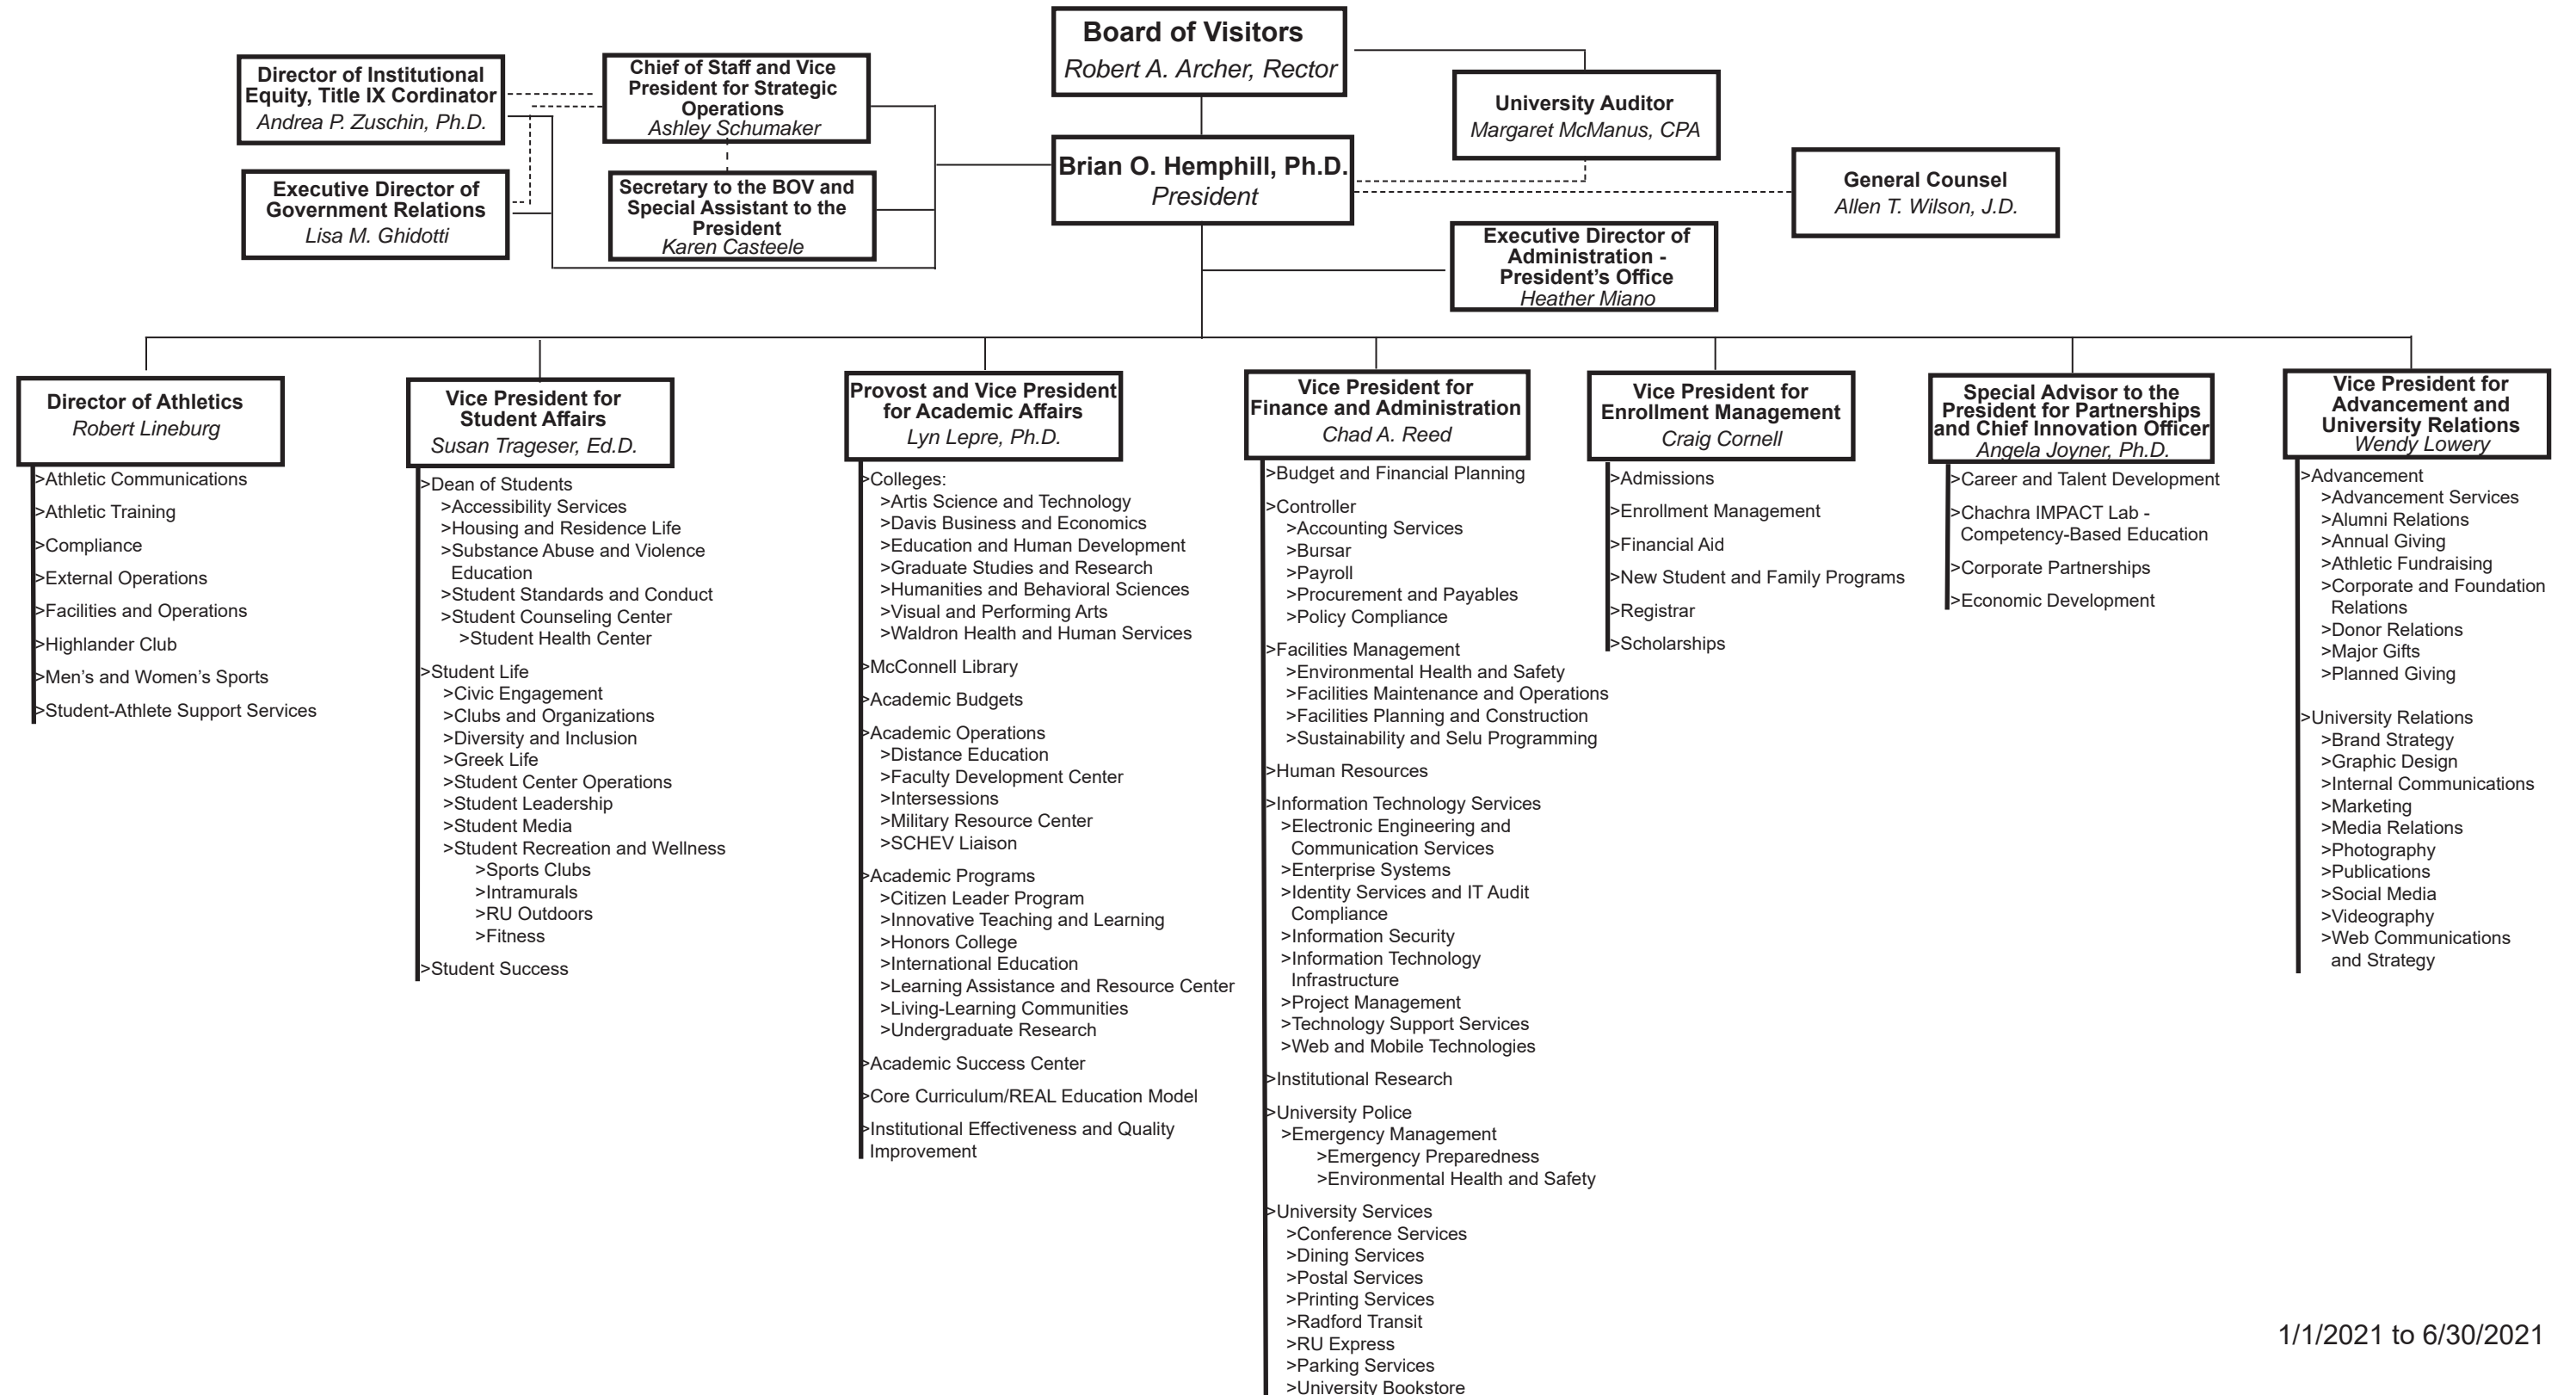 Board of Visitors
Robert A. Archer, Rector
Director of Institutional
Equity, Title IX Cordinator
Andrea P. Zuschin, Ph.D.
Chief of Staff and Vice
President for Strategic
Operations
Ashley Schumaker
University Auditor
Margaret McManus, CPA
Brian O. Hemphill, Ph.D.
President
General Counsel
Allen T. Wilson, J.D.
Executive Director of
Government Relations
Lisa M. Ghidotti
Secretary to the BOV and
Special Assistant to the
President
Karen Casteele
Executive Director of
Administration -
President’s Office
Heather Miano
Director of Athletics
Robert Lineburg
>Athletic Communications
>Athletic Training
>Compliance
>External Operations
>Facilities and Operations
>Highlander Club
>Men’s and Women’s Sports
>Student-Athlete Support Services
Vice President for
Student Affairs
Susan Trageser, Ed.D.
>Dean of Students
>Accessibility Services
>Housing and Residence Life
>Substance Abuse and Violence
Education
>Student Standards and Conduct
>Student Counseling Center
>Student Health Center
>Student Life
>Civic Engagement
>Clubs and Organizations
>Diversity and Inclusion
>Greek Life
>Student Center Operations
>Student Leadership
>Student Media
>Student Recreation and Wellness
>Sports Clubs
>Intramurals
>RU Outdoors
>Fitness
>Student Success
Provost and Vice President
for Academic Affairs
Lyn Lepre, Ph.D.
>Colleges:
>Artis Science and Technology
>Davis Business and Economics
>Education and Human Development
>Graduate Studies and Research
>Humanities and Behavioral Sciences
>Visual and Performing Arts
>Waldron Health and Human Services
>McConnell Library
>Academic Budgets
>Academic Operations
>Distance Education
>Faculty Development Center
>Intersessions
>Military Resource Center
>SCHEV Liaison
>Academic Programs
>Citizen Leader Program
>Innovative Teaching and Learning
>Honors College
>International Education
>Learning Assistance and Resource Center
>Living-Learning Communities
>Undergraduate Research
>Academic Success Center
>Core Curriculum/REAL Education Model
>Institutional Effectiveness and Quality
Improvement
Vice President for
Finance and Administration
Chad A. Reed
>Budget and Financial Planning
>Controller
>Accounting Services
>Bursar
>Payroll
>Procurement and Payables
>Policy Compliance
>Facilities Management
>Environmental Health and Safety
>Facilities Maintenance and Operations
>Facilities Planning and Construction
>Sustainability and Selu Programming
>Human Resources
>Information Technology Services
>Electronic Engineering and
Communication Services
>Enterprise Systems
>Identity Services and IT Audit
Compliance
>Information Security
>Information Technology
Infrastructure
>Project Management
>Technology Support Services
>Web and Mobile Technologies
>Institutional Research
>University Police
>Emergency Management
>Emergency Preparedness
>Environmental Health and Safety
>University Services
>Conference Services
>Dining Services
>Postal Services
>Printing Services
>Radford Transit
>RU Express
>Parking Services
>University Bookstore
Vice President for
Enrollment Management
Craig Cornell
>Admissions
>Enrollment Management
>Financial Aid
>New Student and Family Programs
>Registrar
>Scholarships
Special Advisor to the
President for Partnerships
and Chief Innovation Officer
Angela Joyner, Ph.D.
>Career and Talent Development
>Chachra IMPACT Lab -
Competency-Based Education
>Corporate Partnerships
>Economic Development
Vice President for
Advancement and
University Relations
Wendy Lowery
>Advancement
>Advancement Services
>Alumni Relations
>Annual Giving
>Athletic Fundraising
>Corporate and Foundation
Relations
>Donor Relations
>Major Gifts
>Planned Giving
>University Relations
>Brand Strategy
>Graphic Design
>Internal Communications
>Marketing
>Media Relations
>Photography
>Publications
>Social Media
>Videography
>Web Communications
and Strategy
1/1/2021 to 6/30/2021